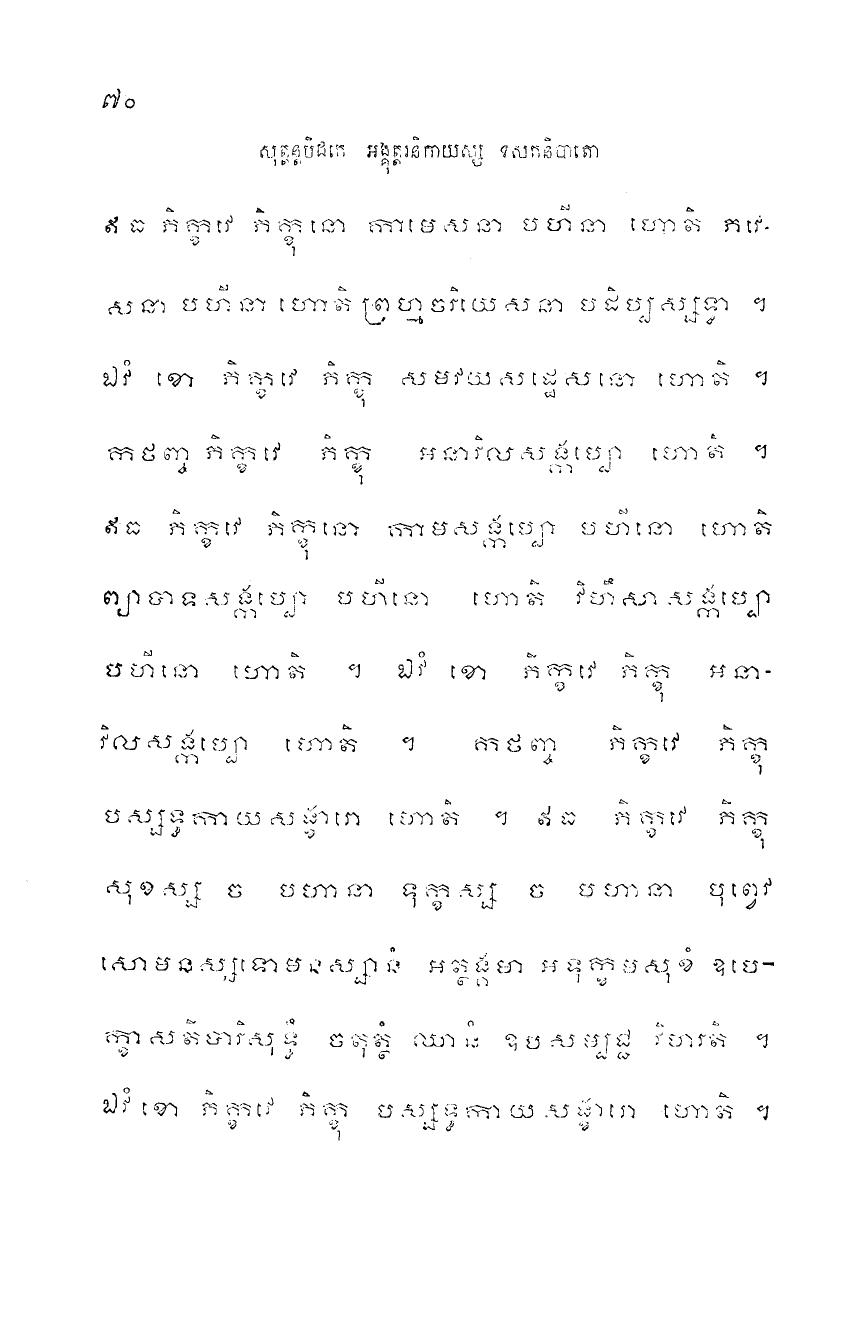 ៧០
សុត្តន្តបិដកេ អង្គុត្តរនិកាយស្ស ទសកនិបាតោ
ឥធ ភិក្ខវេ ភិក្ខុនោ កាមេសនា បហីនា ហោតិ ភវេ-
សនា បហីនា ហោតិ ព្រហ្មចរិយេសនា បដិប្បស្សទ្ធា ។
ឯវំ ខោ ភិក្ខវេ ភិក្ខុ សមវយសដ្ឋេសនោ ហោតិ ។
កថញ្ច ភិក្ខវេ ភិក្ខុ អនាវិលសង្កប្បោ ហោតិ ។
ឥធ ភិក្ខវេ ភិក្ខុនោ កាមសង្កប្បោ បហីនោ ហោតិ
ព្យាបាទសង្កប្បោ បហីនោ ហោតិ វិហឹសាសង្កប្បោ
បហីនោ ហោតិ ។ ឯវំ ខោ ភិក្ខវេ ភិក្ខុ អនា-
វិលសង្កប្បោ ហោតិ ។ កថញ្ច ភិក្ខវេ ភិក្ខុ
បស្សទ្ធកាយសង្ខារោ ហោតិ ។ ឥធ ភិក្ខវេ ភិក្ខុ
សុខស្ស ច បហានា ទុក្ខស្ស ច បហានា បុព្វេវ
សោមនស្សទោមនស្សានំ អត្ថង្គមា អទុក្ខមសុខំ ឧបេ-
ក្ខាសតិបារិសុទ្ធឹ ចតុត្ថំ ឈានំ ឧបសម្បជ្ជ វិហរតិ ។
ឯវំ ខោ ភិក្ខវេ ភិក្ខុ បស្សទ្ធកាយសង្ខារោ ហោតិ ។